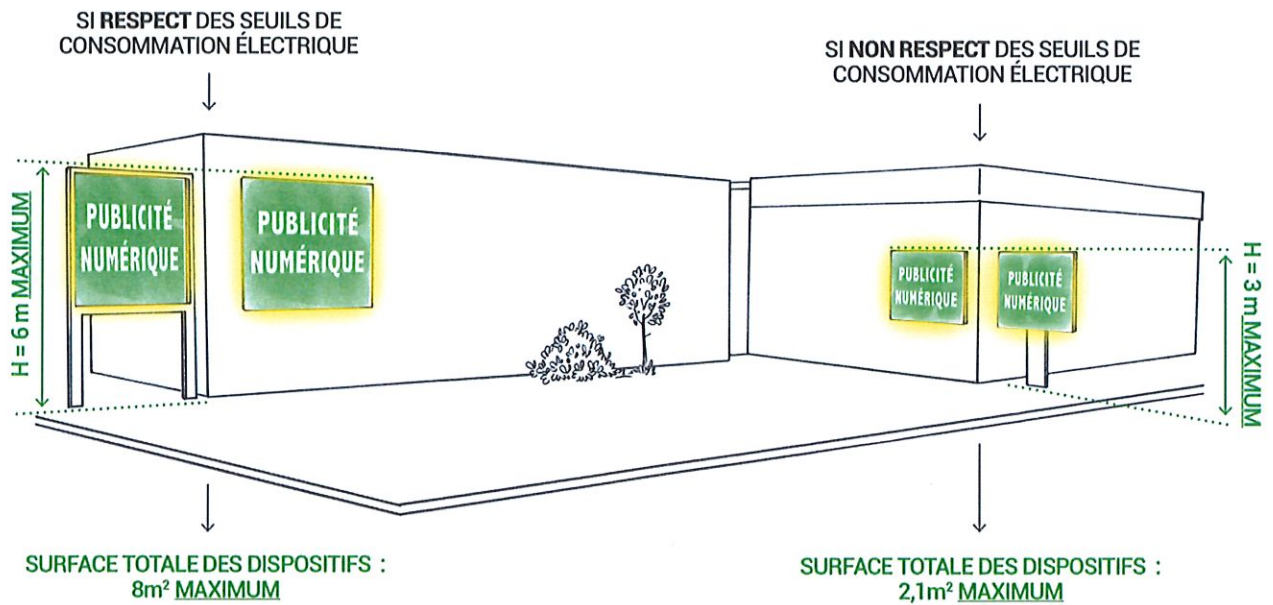 SI RESPECT DES SEUILS DE
CONSOMMATION ÉLECTRIQUE
SI NON RESPECT DES SEUILS DE
CONSOMMATION ÉLECTRIQUE
H = 6 m MAXIMUM
PUBLICITÉ
NUMÉRIQUE
PUBLICITÉ
NUMÉRIQUE
PUBLICITÉ
NUMÉRIQUE
PUBLICITÉ
NUMÉRIQUE
H = 3 m MAXIMUM
SURFACE TOTALE DES DISPOSITIFS :
8m² MAXIMUM
SURFACE TOTALE DES DISPOSITIFS :
2,1m² MAXIMUM